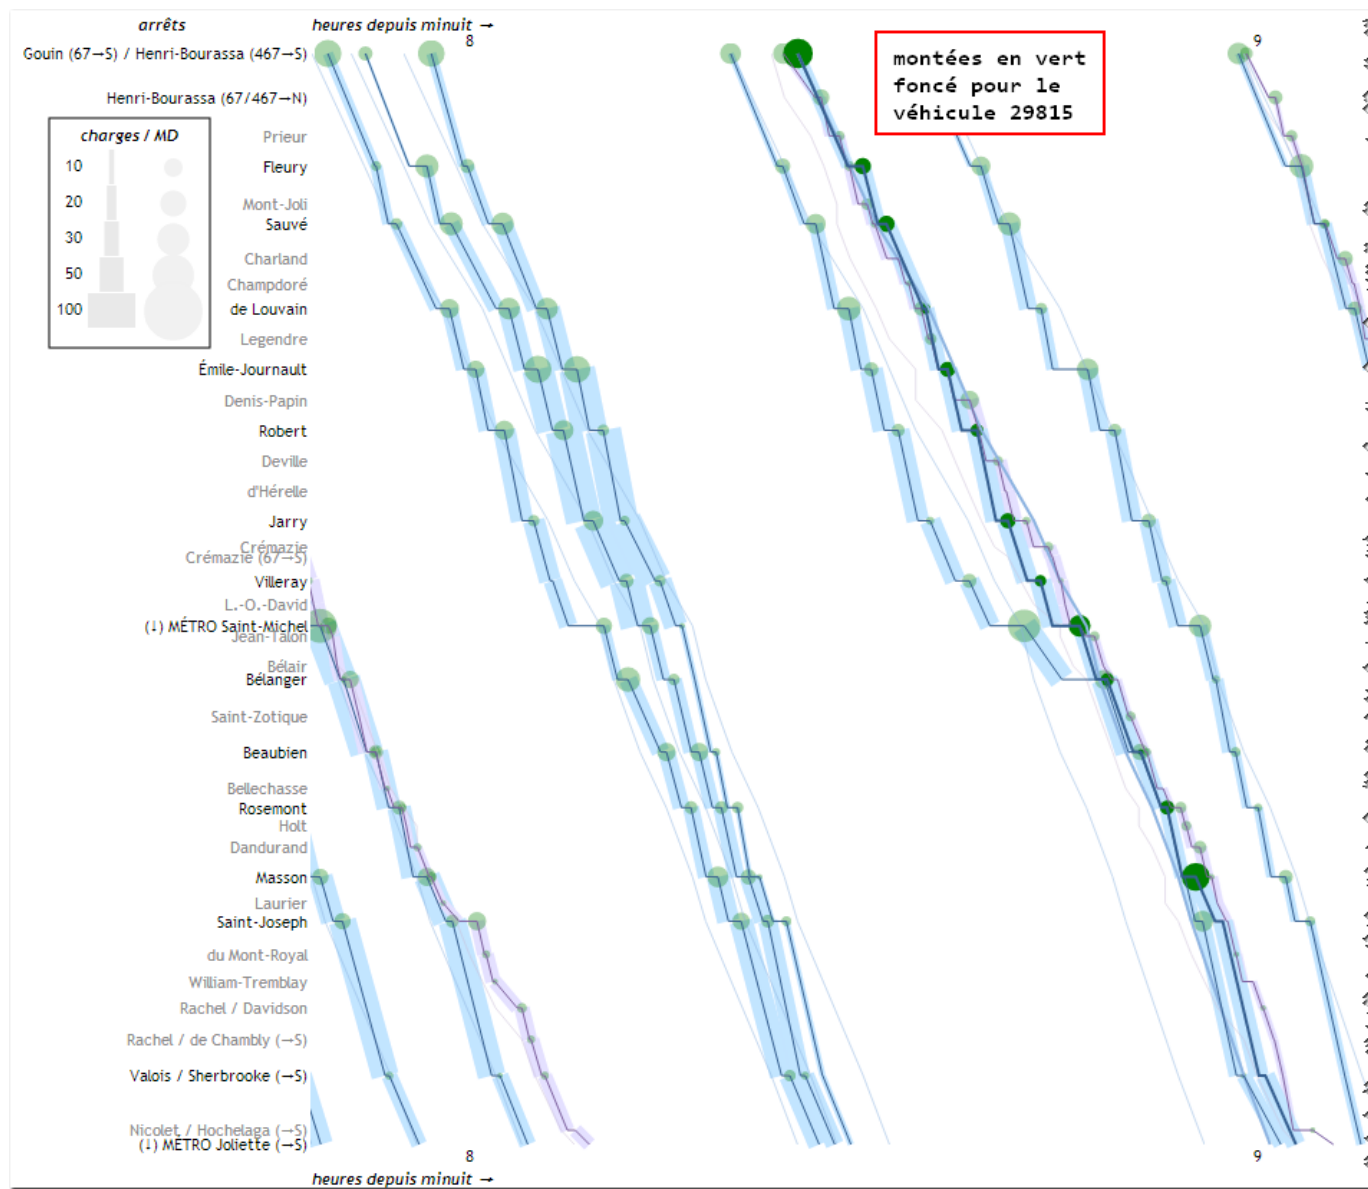 arrêts
heures depuis minuit →
8
9
Gouin (67→S) / Henri-Bourassa (467→S)
montées en vert
foncé pour le
véhicule 29815
Henri-Bourassa (67/467→N)
charges / MD
10
20
30
50
100
Prieur
Fleury
Mont-Joli
Sauvé
Charland
Champdoré
de Louvain
Legendre
Émile-Journault
Denis-Papin
Robert
Deville
d'Hérelle
Jarry
Crémazie
Crémazie (67→S)
Villeray
L.-O.-David
(↓) MÉTRO Saint-Michel
Jean-Talon
Bélair
Bélanger
Saint-Zotique
Beaubien
Bellechasse
Rosemont
Holt
Dandurand
Masson
Laurier
Saint-Joseph
du Mont-Royal
William-Tremblay
Rachel / Davidson
Rachel / de Chambly (→S)
Valois / Sherbrooke (→S)
Nicolet / Hochelaga (→S)
(↓) MÉTRO Joliette (→S)
8
9
heures depuis minuit →